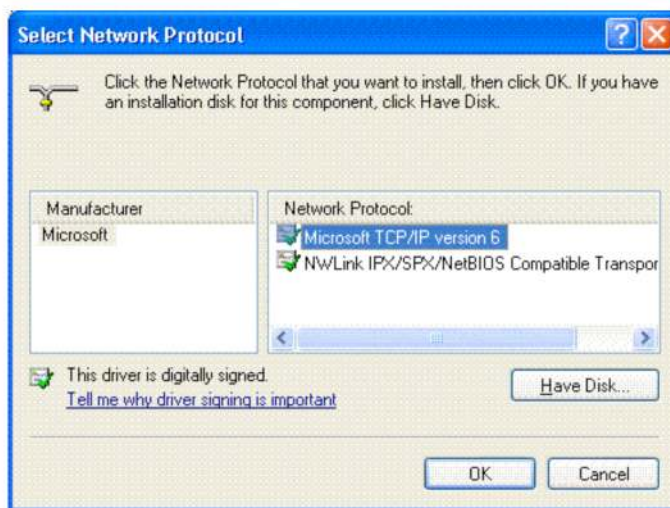 Select Network Protocol
Click the Network Protocol that you want to install, then click OK. If you have
an installation disk for this component, click Have Disk.
Manufacturer
Microsoft
Network Protocol:
Microsoft TCP/IP version 6
NWLink IPX/SPX/NetBIOS Compatible Transpor
This driver is digitally signed.
Tell me why driver signing is important
Have Disk...
OK
Cancel